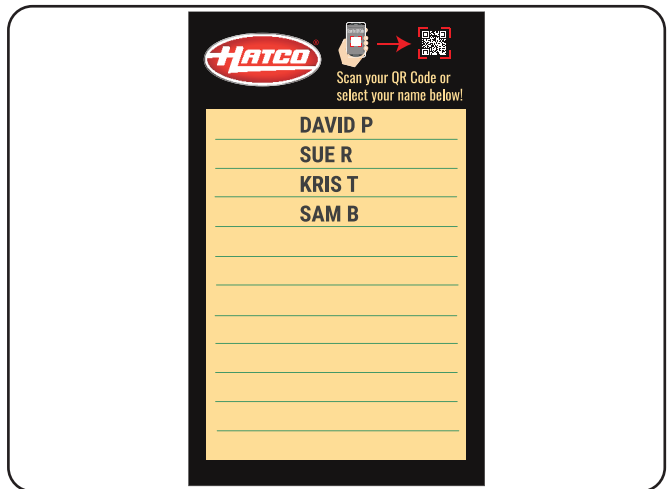 HATCO®
Scan your QR Code or
select your name below!
DAVID P
SUE R
KRIS T
SAM B